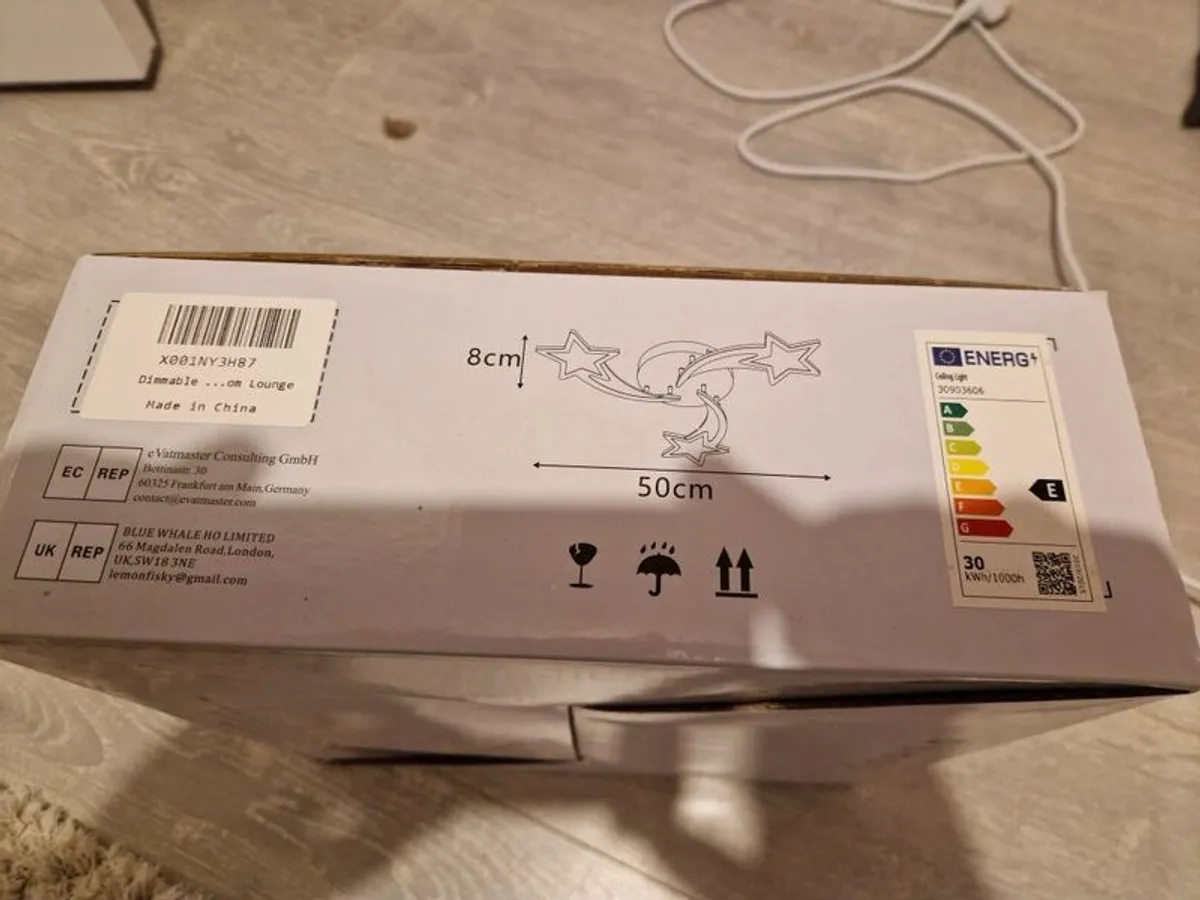 X001NY3H87
Dimmable ...om Lounge
Made in China
EC REP
eVatmaster Consulting GmbH
Bettinastr. 30
60325 Frankfurt am Main,Germany
contact@evatmaster.com
UK REP
BLUE WHALE HO LIMITED
66 Magdalen Road,London,
UK,SW18 3NE
lemonfisky@gmail.com
8cm
50cm
ENERG
Ceiling Light
30903606
A
B
C
D
E
F
G
E
30
kWh/1000h